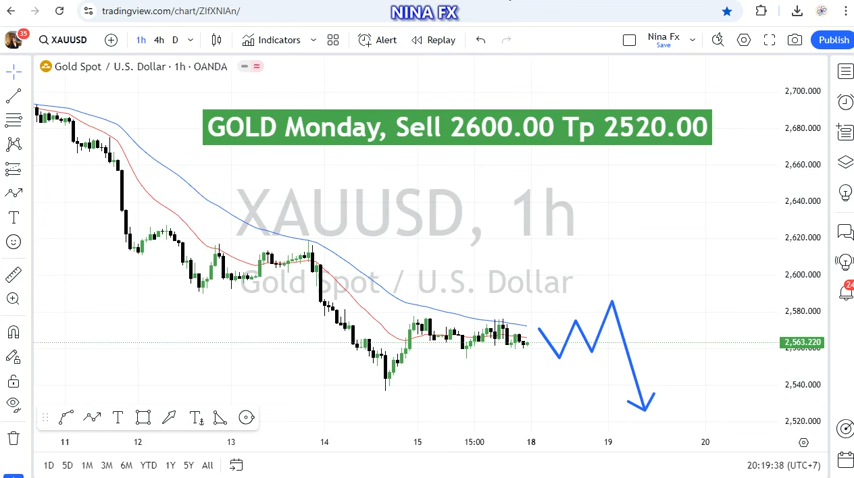 tradingview.com/chart/ZIfXNIAn/
NINA FX
35
XAUUSD
1h 4h D
Indicators
Alert
Replay
Nina Fx
Save
Publish
Gold Spot / U.S. Dollar · 1h · OANDA
GOLD Monday, Sell 2600.00 Tp 2520.00
XAUUSD, 1h
Gold Spot / U.S. Dollar
2,700.000
2,680.000
2,660.000
2,640.000
2,620.000
2,600.000
2,580.000
2,563.220
2,540.000
2,520.000
24
11 12 13 14 15 15:00 18 19 20
1D 5D 1M 3M 6M YTD 1Y 5Y All
20:19:38 (UTC+7)